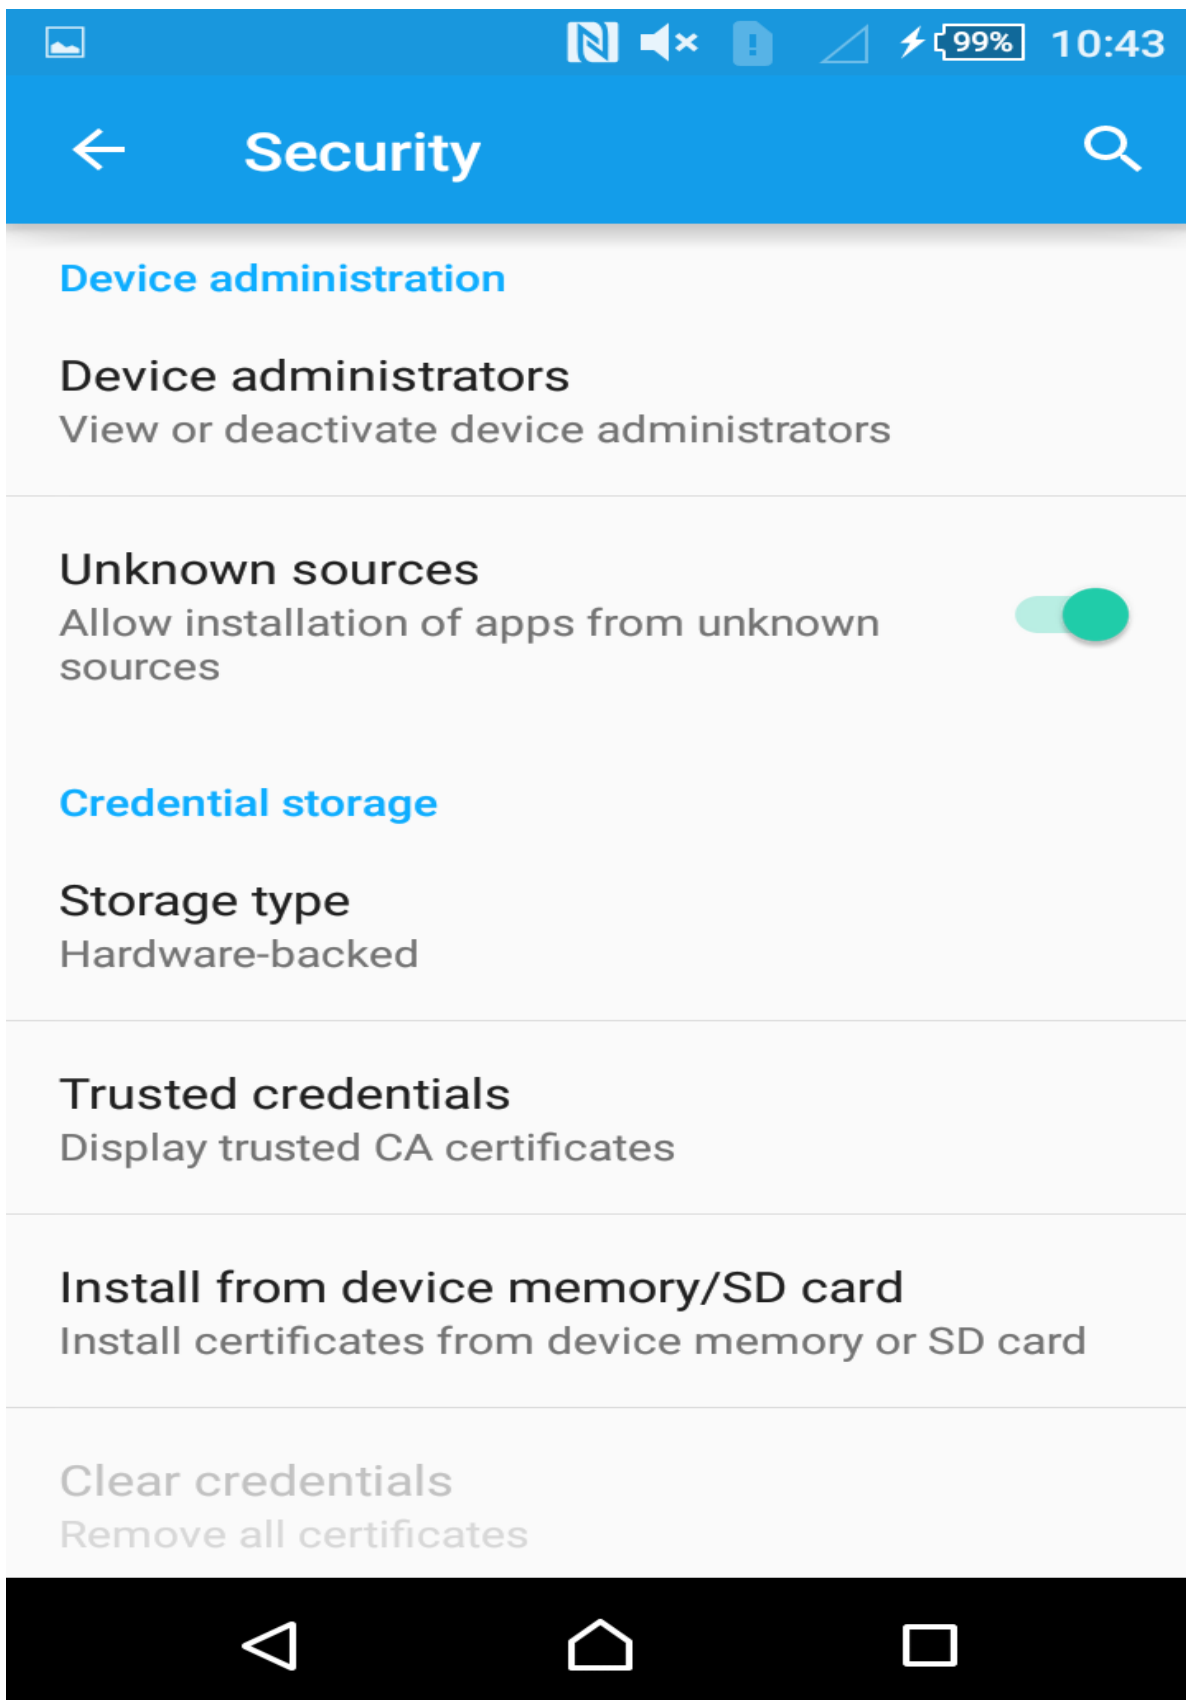 99% 10:43
Security
Device administration
Device administrators
View or deactivate device administrators
Unknown sources
Allow installation of apps from unknown
sources
Credential storage
Storage type
Hardware-backed
Trusted credentials
Display trusted CA certificates
Install from device memory/SD card
Install certificates from device memory or SD card
Clear credentials
Remove all certificates